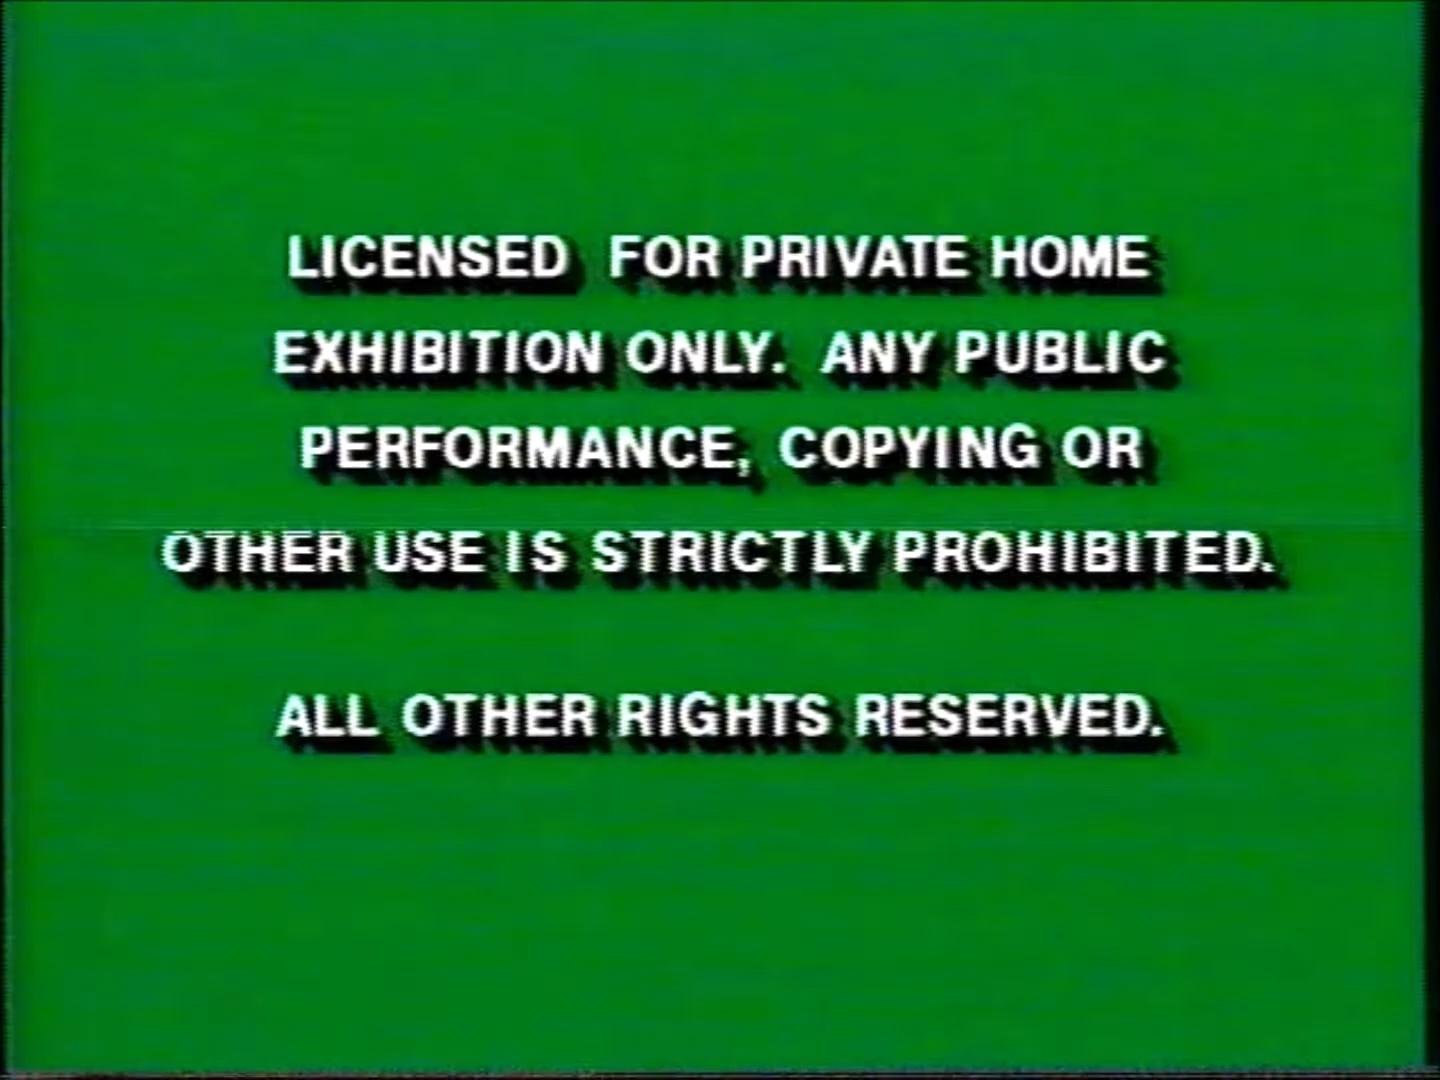 LICENSED  FOR PRIVATE HOME
EXHIBITION ONLY.  ANY PUBLIC
PERFORMANCE, COPYING OR
OTHER USE IS STRICTLY PROHIBITED.
ALL OTHER RIGHTS RESERVED.